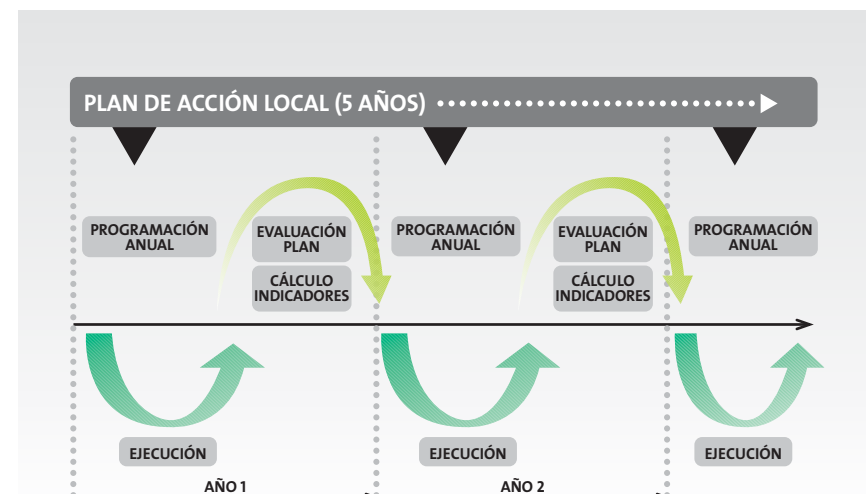 PLAN DE ACCIÓN LOCAL (5 AÑOS)
PROGRAMACIÓN
ANUAL
EVALUACIÓN
PLAN
CÁLCULO
INDICADORES
PROGRAMACIÓN
ANUAL
EVALUACIÓN
PLAN
CÁLCULO
INDICADORES
PROGRAMACIÓN
ANUAL
EJECUCIÓN
EJECUCIÓN
EJECUCIÓN
AÑO 1
AÑO 2